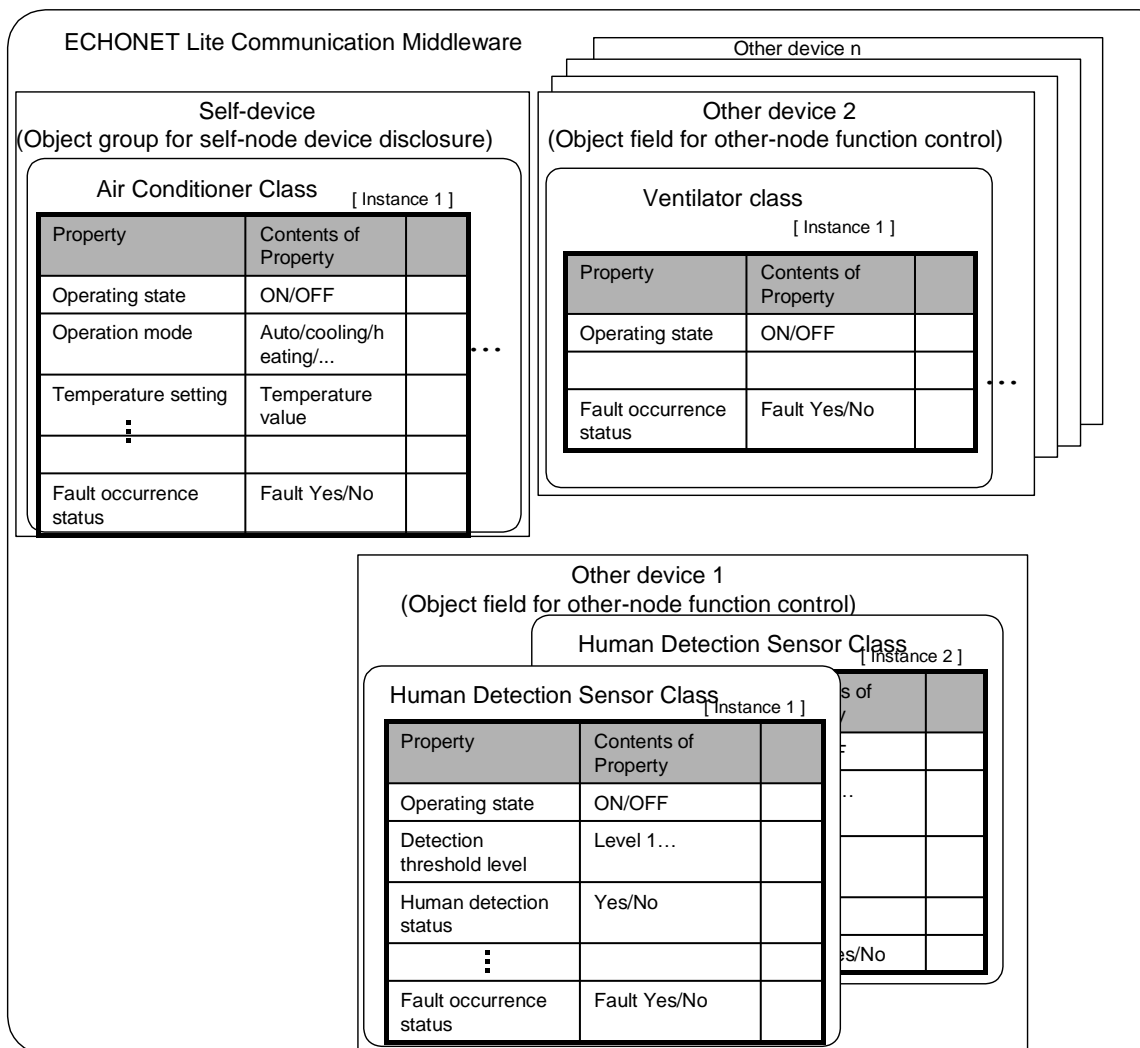 ECHONET Lite Communication Middleware
Other device n
Self-device
(Object group for self-node device disclosure)
Air Conditioner Class
[ Instance 1 ]
Property
Contents of
Property
Operating state
ON/OFF
Operation mode
Auto/cooling/h
eating/...
Temperature setting
Temperature
value
Fault occurrence
status
Fault Yes/No
...
Other device 2
(Object field for other-node function control)
Ventilator class
[ Instance 1 ]
Property
Contents of
Property
Operating state
ON/OFF
Fault occurrence
status
Fault Yes/No
...
Other device 1
(Object field for other-node function control)
Human Detection Sensor Class
[ Instance 2 ]
s of
es/No
Human Detection Sensor Class
[ Instance 1 ]
Property
Contents of
Property
Operating state
ON/OFF
Detection
threshold level
Level 1…
Human detection
status
Yes/No
Fault occurrence
status
Fault Yes/No